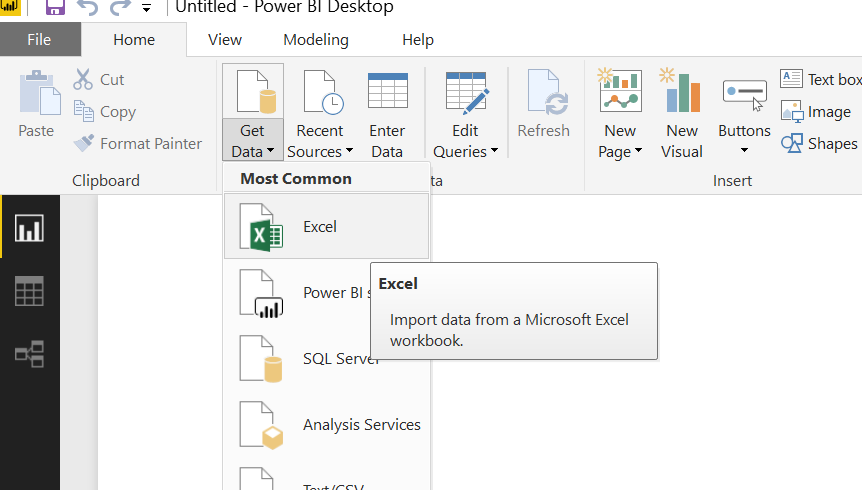 Untitled - Power BI Desktop
File Home View Modeling Help
Paste
Cut
Copy
Format Painter
Clipboard
Get Data
Recent Sources
Enter Data
Edit Queries
Refresh
New Page
New Visual
Buttons
Text box
Image
Shapes
Insert
Most Common
Excel
Power BI
SQL Server
Analysis Services
Text/CSV
Excel
Import data from a Microsoft Excel
workbook.